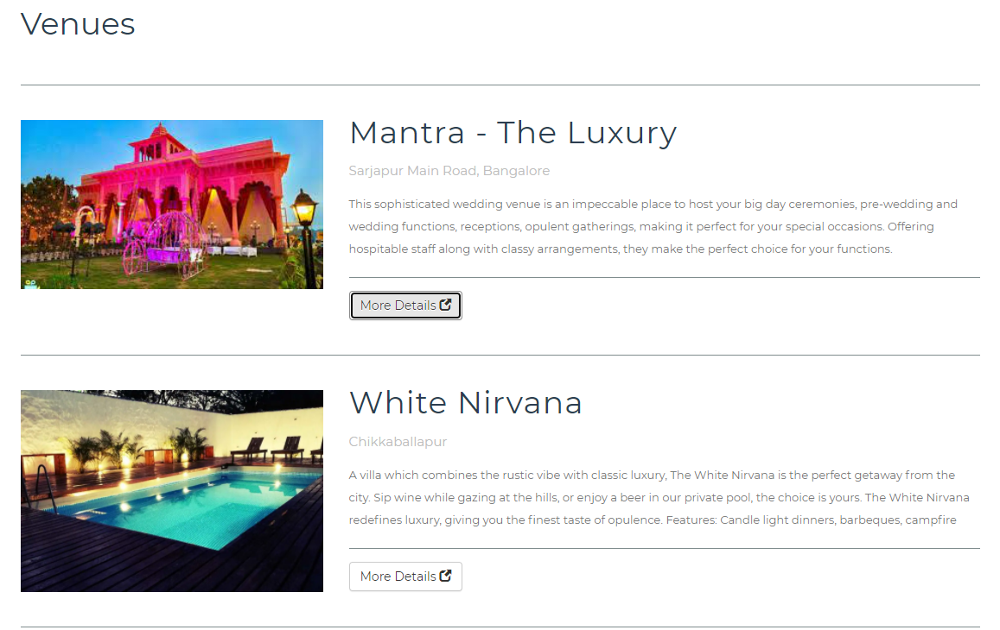 Venues
Mantra - The Luxury
Sarjapur Main Road, Bangalore
This sophisticated wedding venue is an impeccable place to host your big day ceremonies, pre-wedding and
wedding functions, receptions, opulent gatherings, making it perfect for your special occasions. Offering
hospitable staff along with classy arrangements, they make the perfect choice for your functions.
More Details
White Nirvana
Chikkaballapur
A villa which combines the rustic vibe with classic luxury, The White Nirvana is the perfect getaway from the
city. Sip wine while gazing at the hills, or enjoy a beer in our private pool, the choice is yours. The White Nirvana
redefines luxury, giving you the finest taste of opulence. Features: Candle light dinners, barbeques, campfire
More Details